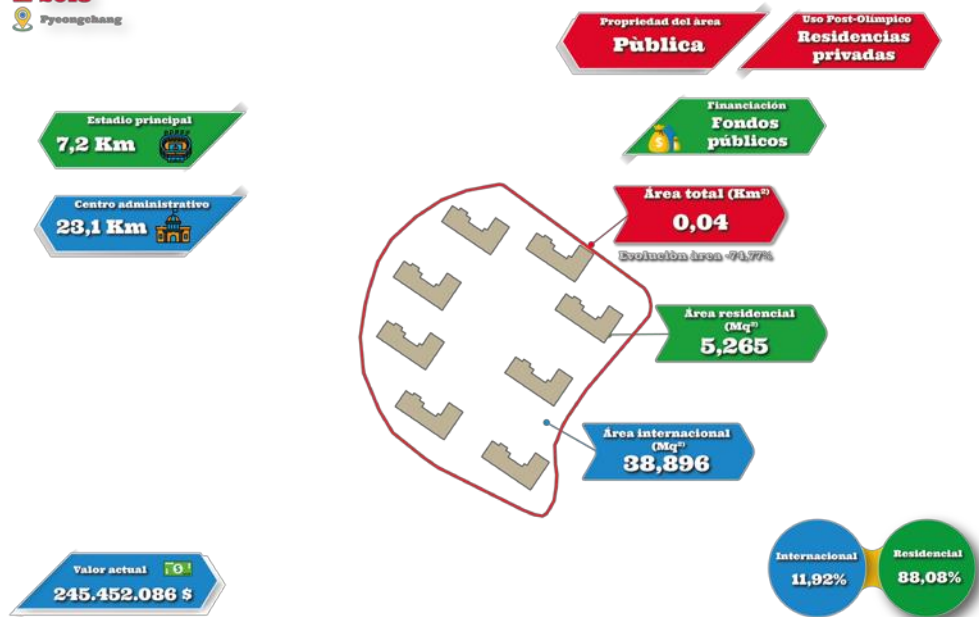 Pyeongchang
Propriedad del àrea
Pùblica
Uso Post-Olímpico
Residencias
privadas
Estadio principal
7,2 Km
Financiación
Fondos
públicos
Centro administrativo
23,1 Km
Área total (Km²)
0,04
Evolución àrea -74,77%
Área residencial
(Mq²)
5,265
Área internacional
(Mq²)
38,896
Valor actual
245.452.086 $
Internacional
11,92%
Residencial
88,08%